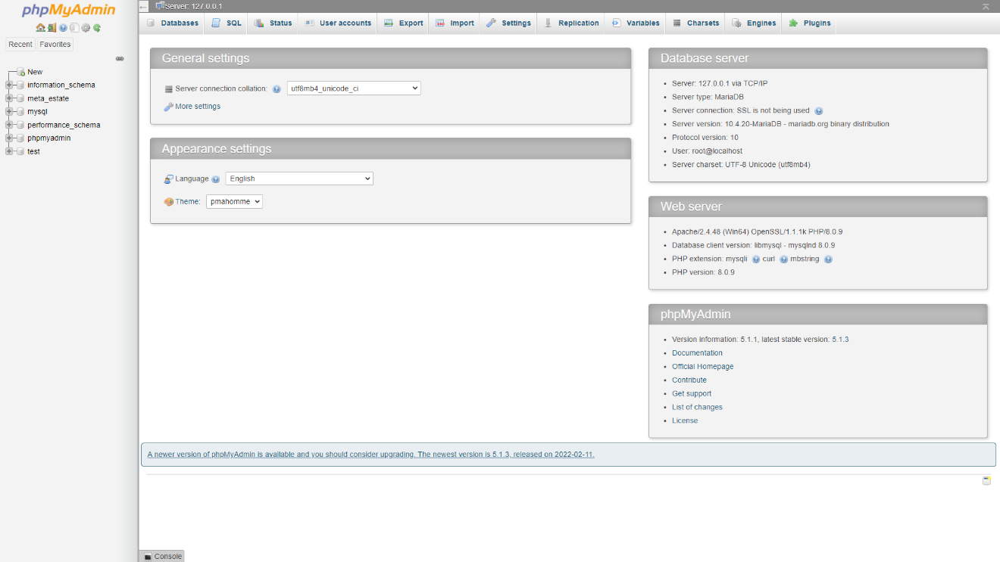 phpMyAdmin
Recent
Favorites
New
information_schema
meta_estate
mysql
performance_schema
phpmyadmin
test
Server: 127.0.0.1
Databases
SQL
Status
User accounts
Export
Import
Settings
Replication
Variables
Charsets
Engines
Plugins
General settings
Server connection collation:
utf8mb4_unicode_ci
More settings
Appearance settings
Language
English
Theme:
pmahomme
Database server
Server: 127.0.0.1 via TCP/IP
Server type: MariaDB
Server connection: SSL is not being used
Server version: 10.4.20-MariaDB - mariadb.org binary distribution
Protocol version: 10
User: root@localhost
Server charset: UTF-8 Unicode (utf8mb4)
Web server
Apache/2.4.48 (Win64) OpenSSL/1.1.1k PHP/8.0.9
Database client version: libmysql - mysqlnd 8.0.9
PHP extension: mysqli curl mbstring
PHP version: 8.0.9
phpMyAdmin
Version information: 5.1.1, latest stable version: 5.1.3
Documentation
Official Homepage
Contribute
Get support
List of changes
License
A newer version of phpMyAdmin is available and you should consider upgrading. The newest version is 5.1.3, released on 2022-02-11.
Console